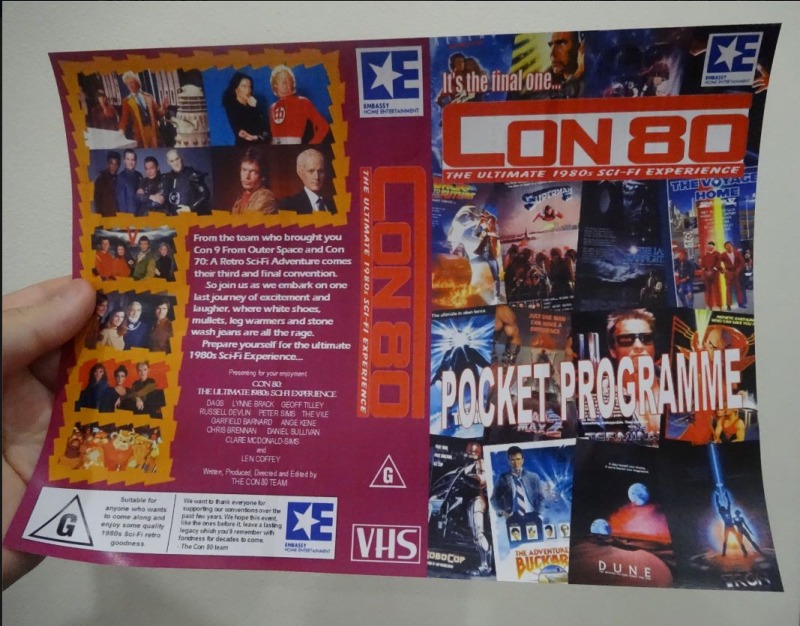 EMBASSY
HOME ENTERTAINMENT
From the team who brought you
Con 9 From Outer Space and Con
70: A Retro Sci-Fi Adventure comes
their third and final convention.
So join us as we embark on one
last journey of excitement and
laugher, where white shoes,
mullets, leg warmers and stone
wash jeans are all the rage.
Prepare yourself for the ultimate
1980s Sci-Fi Experience...
Presenting for your enjoyment
CON 80:
THE ULTIMATE 1980s SCI-FI EXPERIENCE
DAGS LYNNE BRACK GEOFF TILLEY
RUSSELL DEVLIN PETER SIMS THE VILE
GARFIELD BARNARD ANGE KENE
CHRIS BRENNAN DANIEL SULLIVAN
CLARE MCDONALD-SIMS
and
LEN COFFEY
Written, Produced, Directed and Edited by
THE CON 80 TEAM
G
Suitable for
anyone who wants
to come along and
enjoy some quality
1980s Sci-Fi retro
goodness.
We want to thank everyone for
supporting our conventions over the
past few years. We hope this event,
like the ones before it, leave a lasting
legacy which you'll remember with
fondness for decades to come.
- The Con 80 team
EMBASSY
HOME ENTERTAINMENT
CON 80
THE ULTIMATE 1980s SCI-FI EXPERIENCE
G
VHS
It's the final one...
EMBASSY
HOME ENTERTAINMENT
CON 80
THE ULTIMATE 1980s SCI-FI EXPERIENCE
SUPERMAN
THE VOYAGE
HOME
POCKET PROGRAMME
MAX 2
TERMIN
ROBOCOP
THE ADVENTURES
BUCKAR
DUNE
TRON